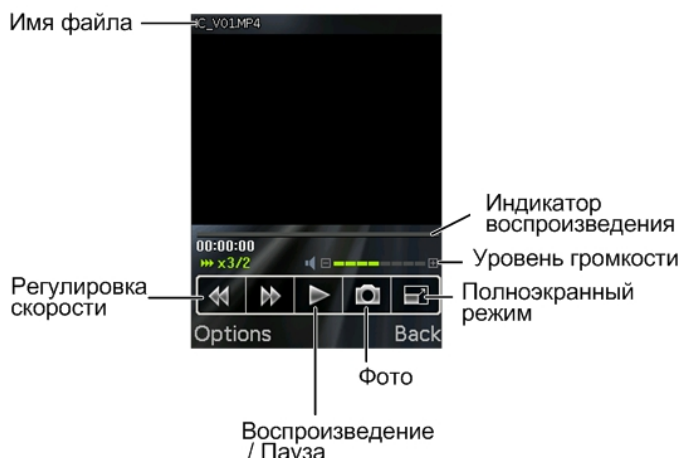 Имя файла
IC_V01.MP4
Индикатор
воспроизведения
00:00:00
x3/2
Уровень громкости
Регулировка
скорости
Полноэкранный
режим
Options
Back
Фото
Воспроизведение
/ Пауза